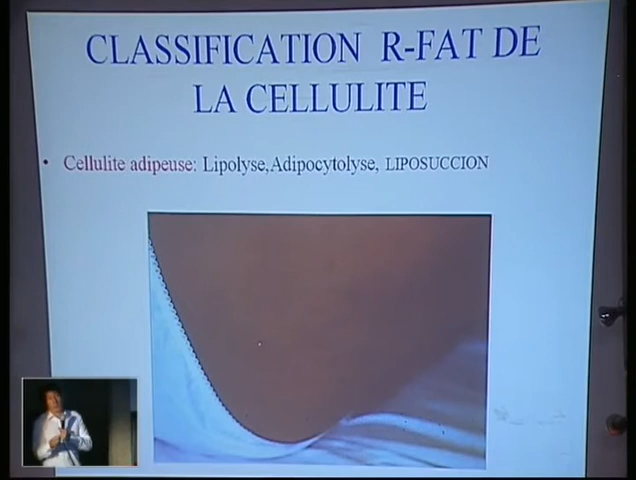 CLASSIFICATION R-FAT DE
LA CELLULITE
• Cellulite adipeuse: Lipolyse,Adipocytolyse, LIPOSUCCION